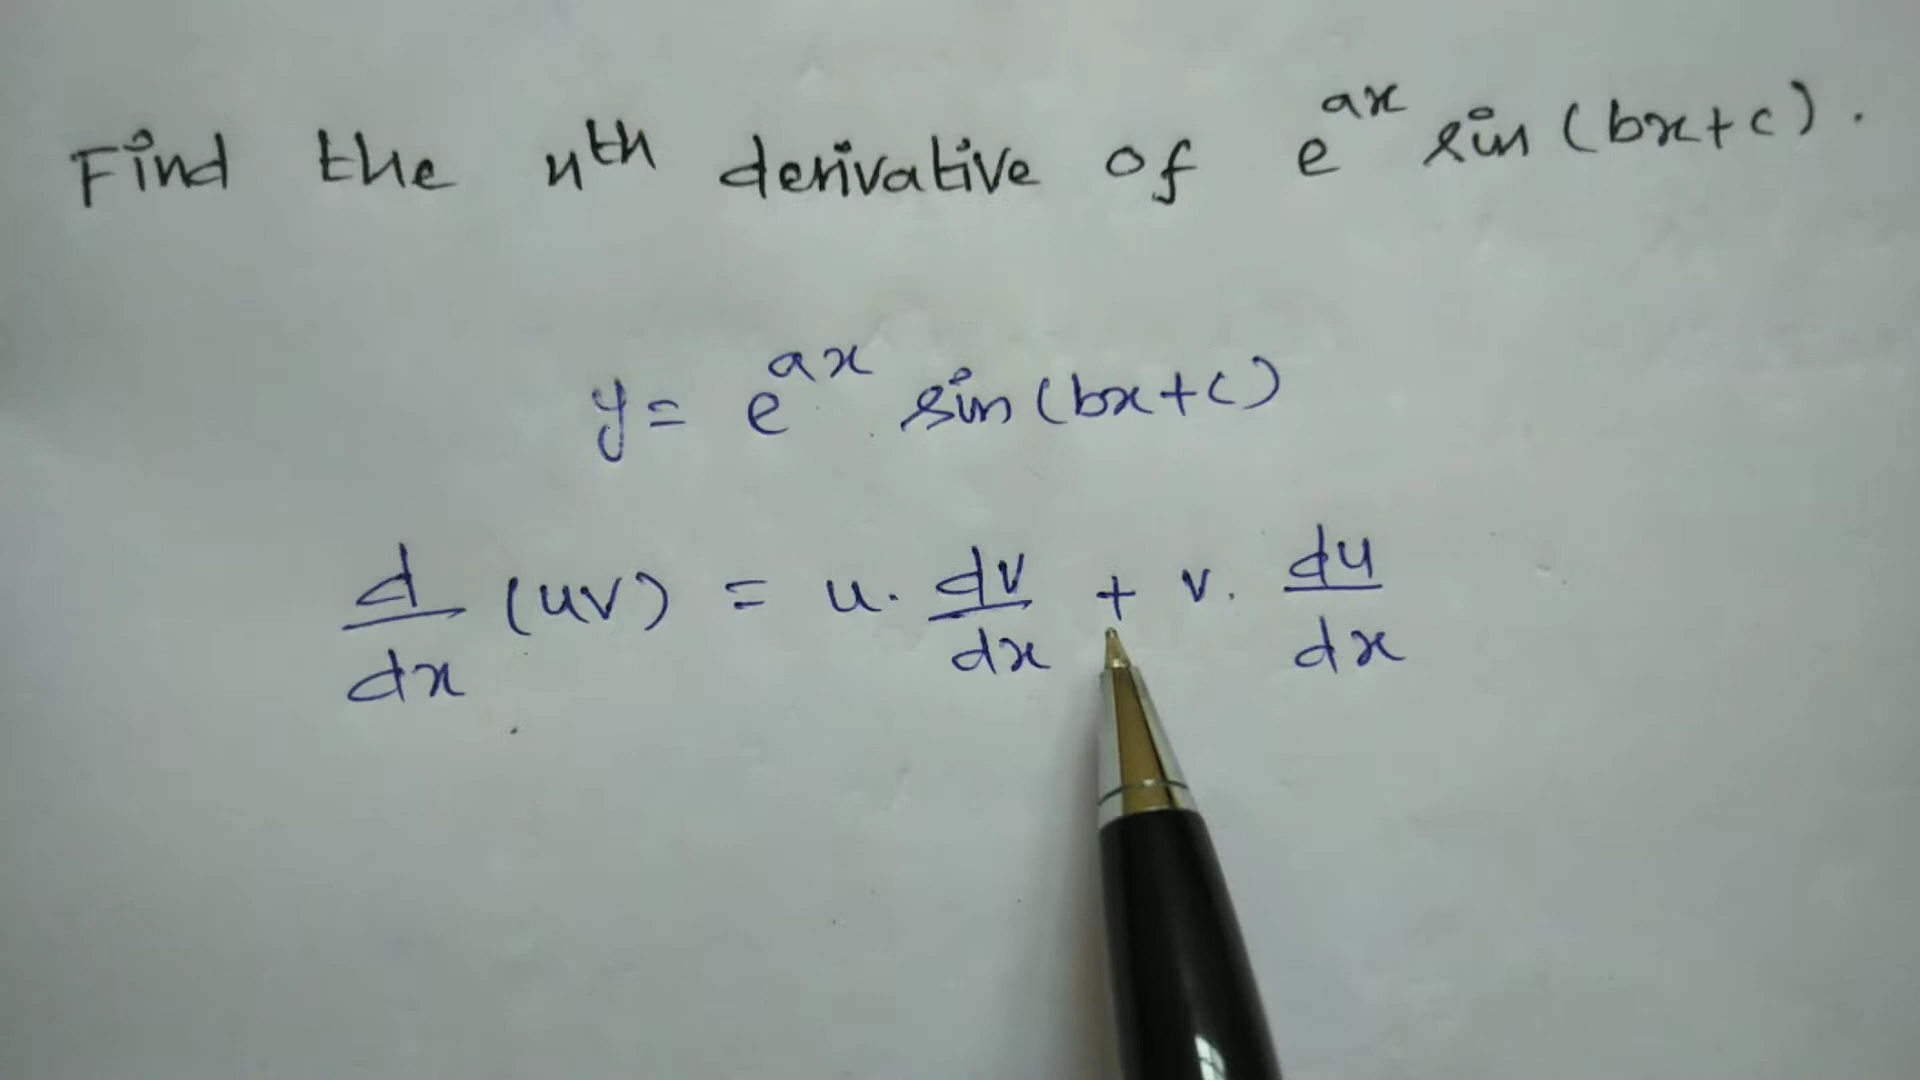 Find the nth derivative of e^ax sin (bx+c).
y = e^ax sin (bx+c)
d/dx (uv) = u. dv/dx + v. du/dx